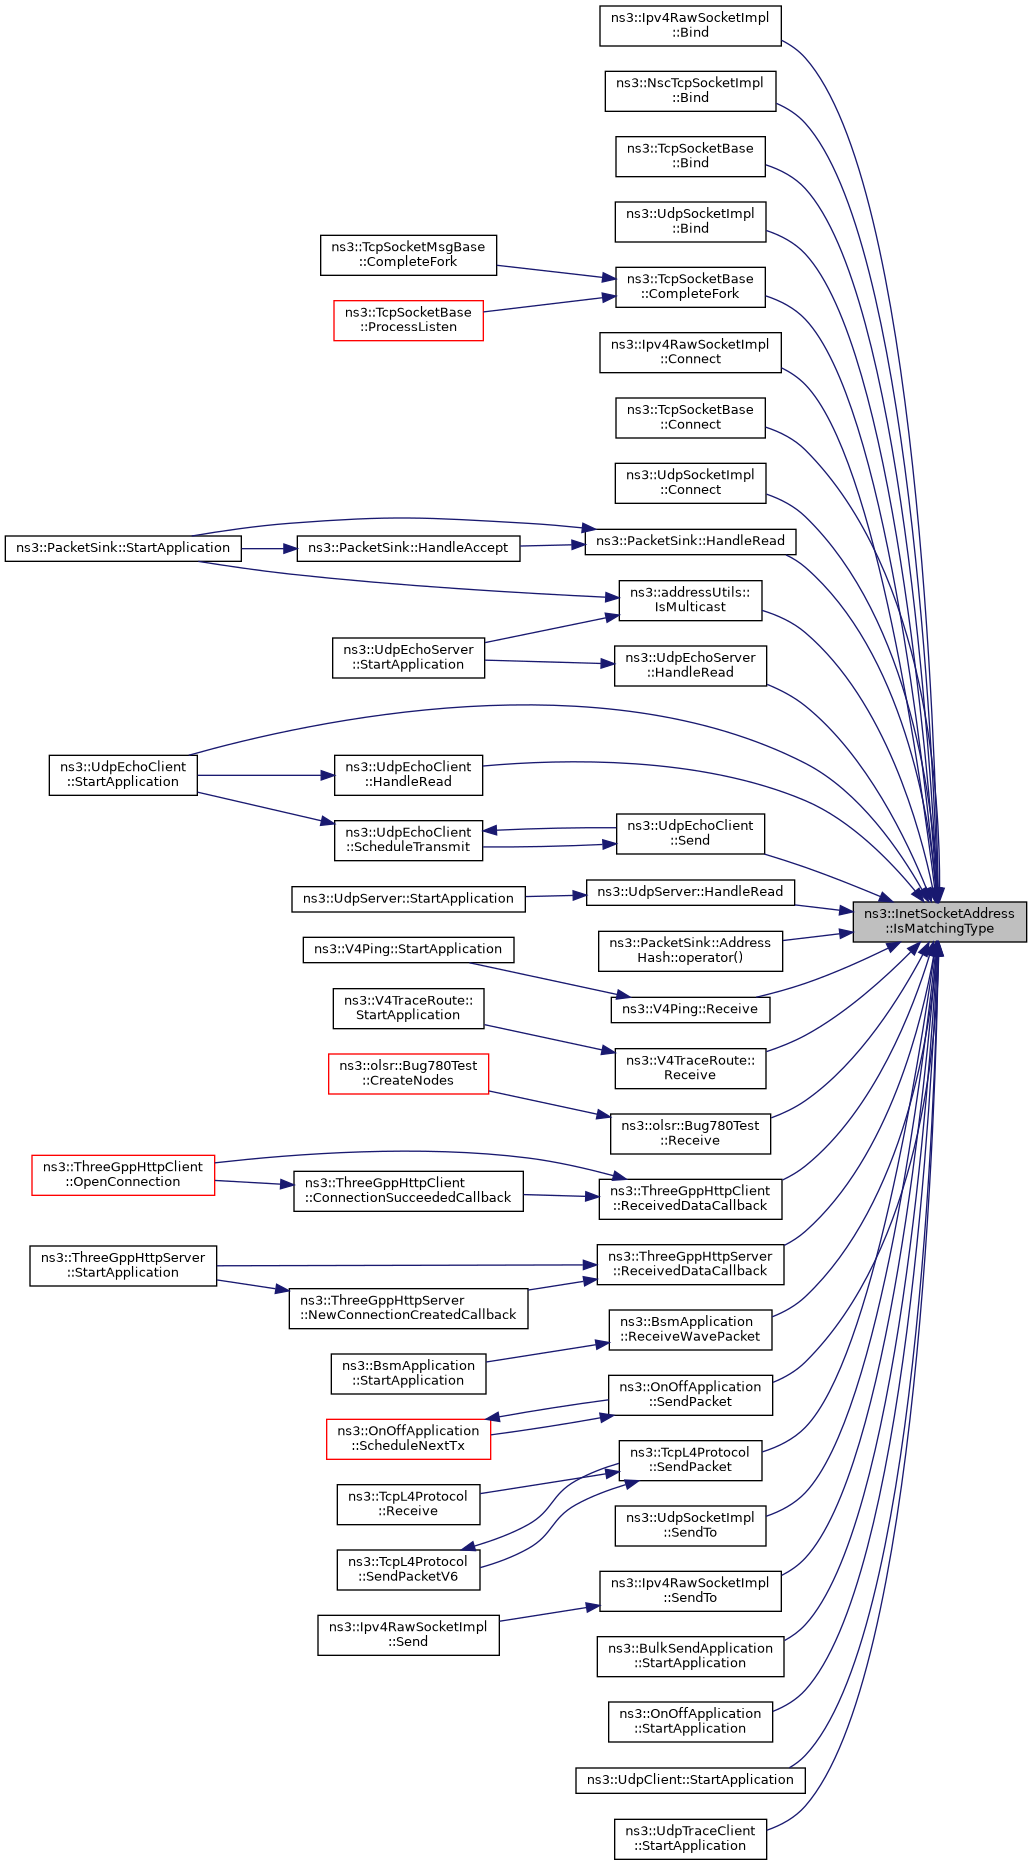 ns3::Ipv4RawSocketImpl
::Bind
ns3::NscTcpSocketImpl
::Bind
ns3::TcpSocketBase
::Bind
ns3::UdpSocketImpl
::Bind
ns3::TcpSocketMsgBase
::CompleteFork
ns3::TcpSocketBase
::CompleteFork
ns3::TcpSocketBase
::ProcessListen
ns3::Ipv4RawSocketImpl
::Connect
ns3::TcpSocketBase
::Connect
ns3::UdpSocketImpl
::Connect
ns3::PacketSink::StartApplication
ns3::PacketSink::HandleAccept
ns3::PacketSink::HandleRead
ns3::addressUtils::
IsMulticast
ns3::UdpEchoServer
::StartApplication
ns3::UdpEchoServer
::HandleRead
ns3::UdpEchoClient
::StartApplication
ns3::UdpEchoClient
::HandleRead
ns3::UdpEchoClient
::ScheduleTransmit
ns3::UdpEchoClient
::Send
ns3::UdpServer::StartApplication
ns3::UdpServer::HandleRead
ns3::InetSocketAddress
::IsMatchingType
ns3::PacketSink::Address
Hash::operator()
ns3::V4Ping::StartApplication
ns3::V4Ping::Receive
ns3::V4TraceRoute::
StartApplication
ns3::V4TraceRoute::
Receive
ns3::olsr::Bug780Test
::CreateNodes
ns3::olsr::Bug780Test
::Receive
ns3::ThreeGppHttpClient
::OpenConnection
ns3::ThreeGppHttpClient
::ConnectionSucceededCallback
ns3::ThreeGppHttpClient
::ReceivedDataCallback
ns3::ThreeGppHttpServer
::StartApplication
ns3::ThreeGppHttpServer
::ReceivedDataCallback
ns3::ThreeGppHttpServer
::NewConnectionCreatedCallback
ns3::BsmApplication
::ReceiveWavePacket
ns3::BsmApplication
::StartApplication
ns3::OnOffApplication
::SendPacket
ns3::OnOffApplication
::ScheduleNextTx
ns3::TcpL4Protocol
::SendPacket
ns3::TcpL4Protocol
::Receive
ns3::UdpSocketImpl
::SendTo
ns3::TcpL4Protocol
::SendPacketV6
ns3::Ipv4RawSocketImpl
::SendTo
ns3::Ipv4RawSocketImpl
::Send
ns3::BulkSendApplication
::StartApplication
ns3::OnOffApplication
::StartApplication
ns3::UdpClient::StartApplication
ns3::UdpTraceClient
::StartApplication